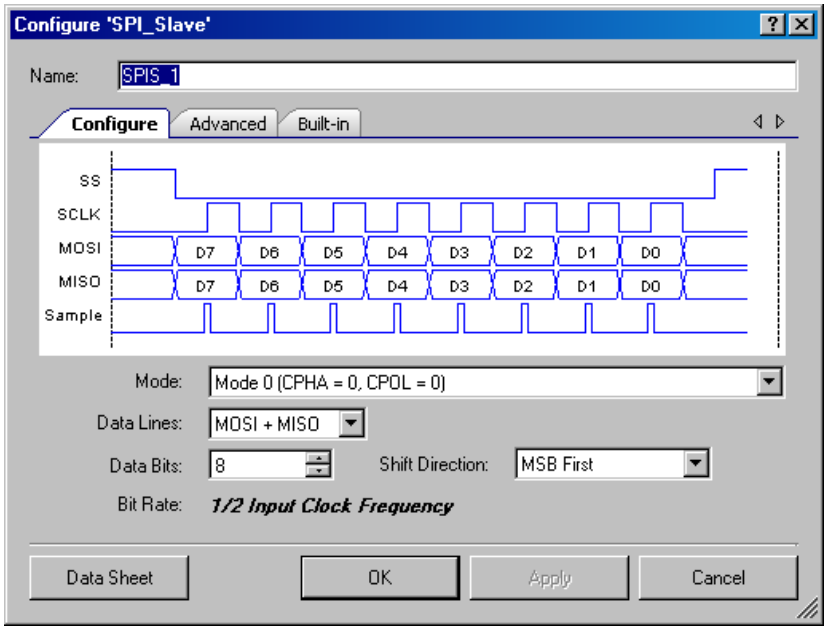 Configure 'SPI_Slave'
Name: SPIS_1
Configure Advanced Built-in
SS
SCLK
MOSI D7 D6 D5 D4 D3 D2 D1 D0
MISO D7 D6 D5 D4 D3 D2 D1 D0
Sample
Mode: Mode 0 (CPHA = 0, CPOL = 0)
Data Lines: MOSI + MISO
Data Bits: 8 Shift Direction: MSB First
Bit Rate: 1/2 Input Clock Frequency
Data Sheet OK Apply Cancel